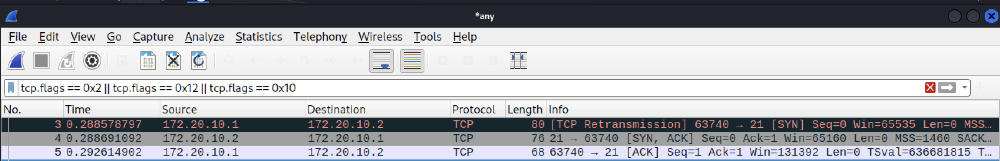 *any
File Edit View Go Capture Analyze Statistics Telephony Wireless Tools Help
tcp.flags == 0x2 || tcp.flags == 0x12 || tcp.flags == 0x10
No. Time Source Destination Protocol Length Info
3 0.288578797 172.20.10.1 172.20.10.2 TCP 80 [TCP Retransmission] 63740 → 21 [SYN] Seq=0 Win=65535 Len=0 MSS…
4 0.288691092 172.20.10.2 172.20.10.1 TCP 76 21 → 63740 [SYN, ACK] Seq=0 Ack=1 Win=65160 Len=0 MSS=1460 SACK…
5 0.292614902 172.20.10.1 172.20.10.2 TCP 68 63740 → 21 [ACK] Seq=1 Ack=1 Win=131392 Len=0 TSval=636681815 T…